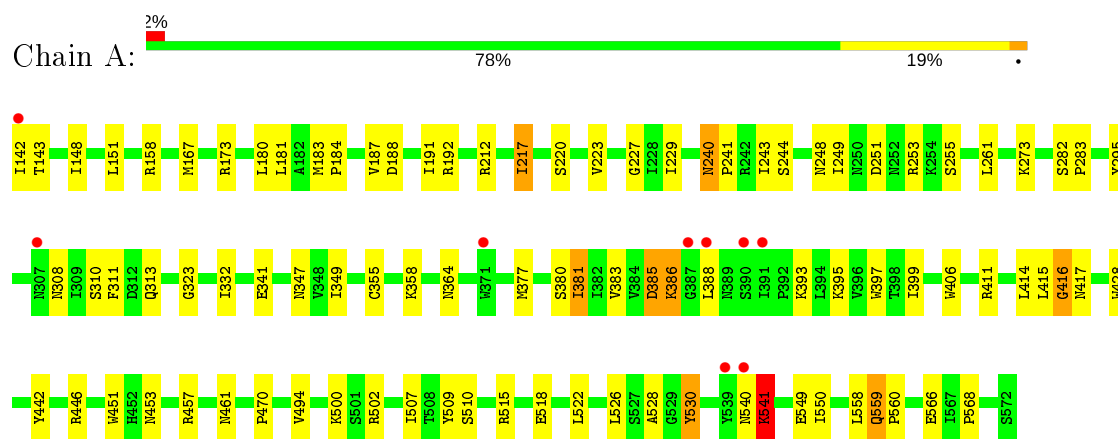 2%
Chain A:
78% 19% •
I142 T143 I148 L151 R158 M167 R173 L180 L181 A182 M183 P184 V187 D188 I191 R192 R212 I217 S220 V223 G227 I228 I229 N240 P241 R242 I243 S244 N248 I249 N250 D251 N252 R253 K254 S255 L261 K273 S282 P283
N307 N308 I309 S310 F311 D312 Q313 G323 I332 E341 N347 V348 I349 C355 K358 N364 W371 M377 S380 I381 I382 V383 V384 D385 K386 G387 L388 N389 S390 I391 P392 K393 L394 K395 V396 W397 T398 I399 W406 R411 L414 L415 G416 N417
Y442 R446 W451 H452 N453 R457 N461 P470 V494 K500 S501 R502 I507 T508 Y509 S510 R515 E518 L522 L526 S527 A528 G529 Y530 Y539 N540 K541 E549 I550 L558 Q559 P560 E566 I567 P568 S572